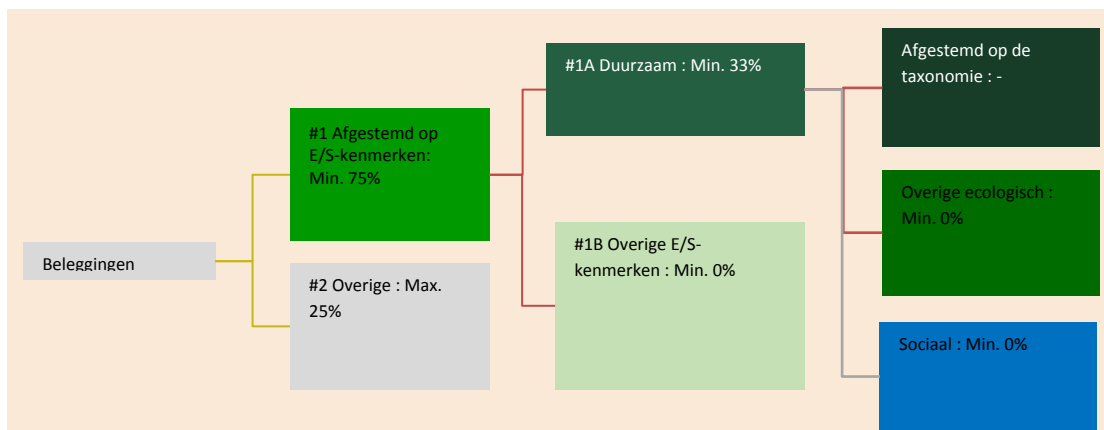 Beleggingen
#1 Afgestemd op
E/S-kenmerken:
Min. 75%
#2 Overige : Max.
25%
#1A Duurzaam : Min. 33%
#1B Overige E/S-
kenmerken : Min. 0%
Afgestemd op de
taxonomie : -
Overige ecologisch :
Min. 0%
Sociaal : Min. 0%